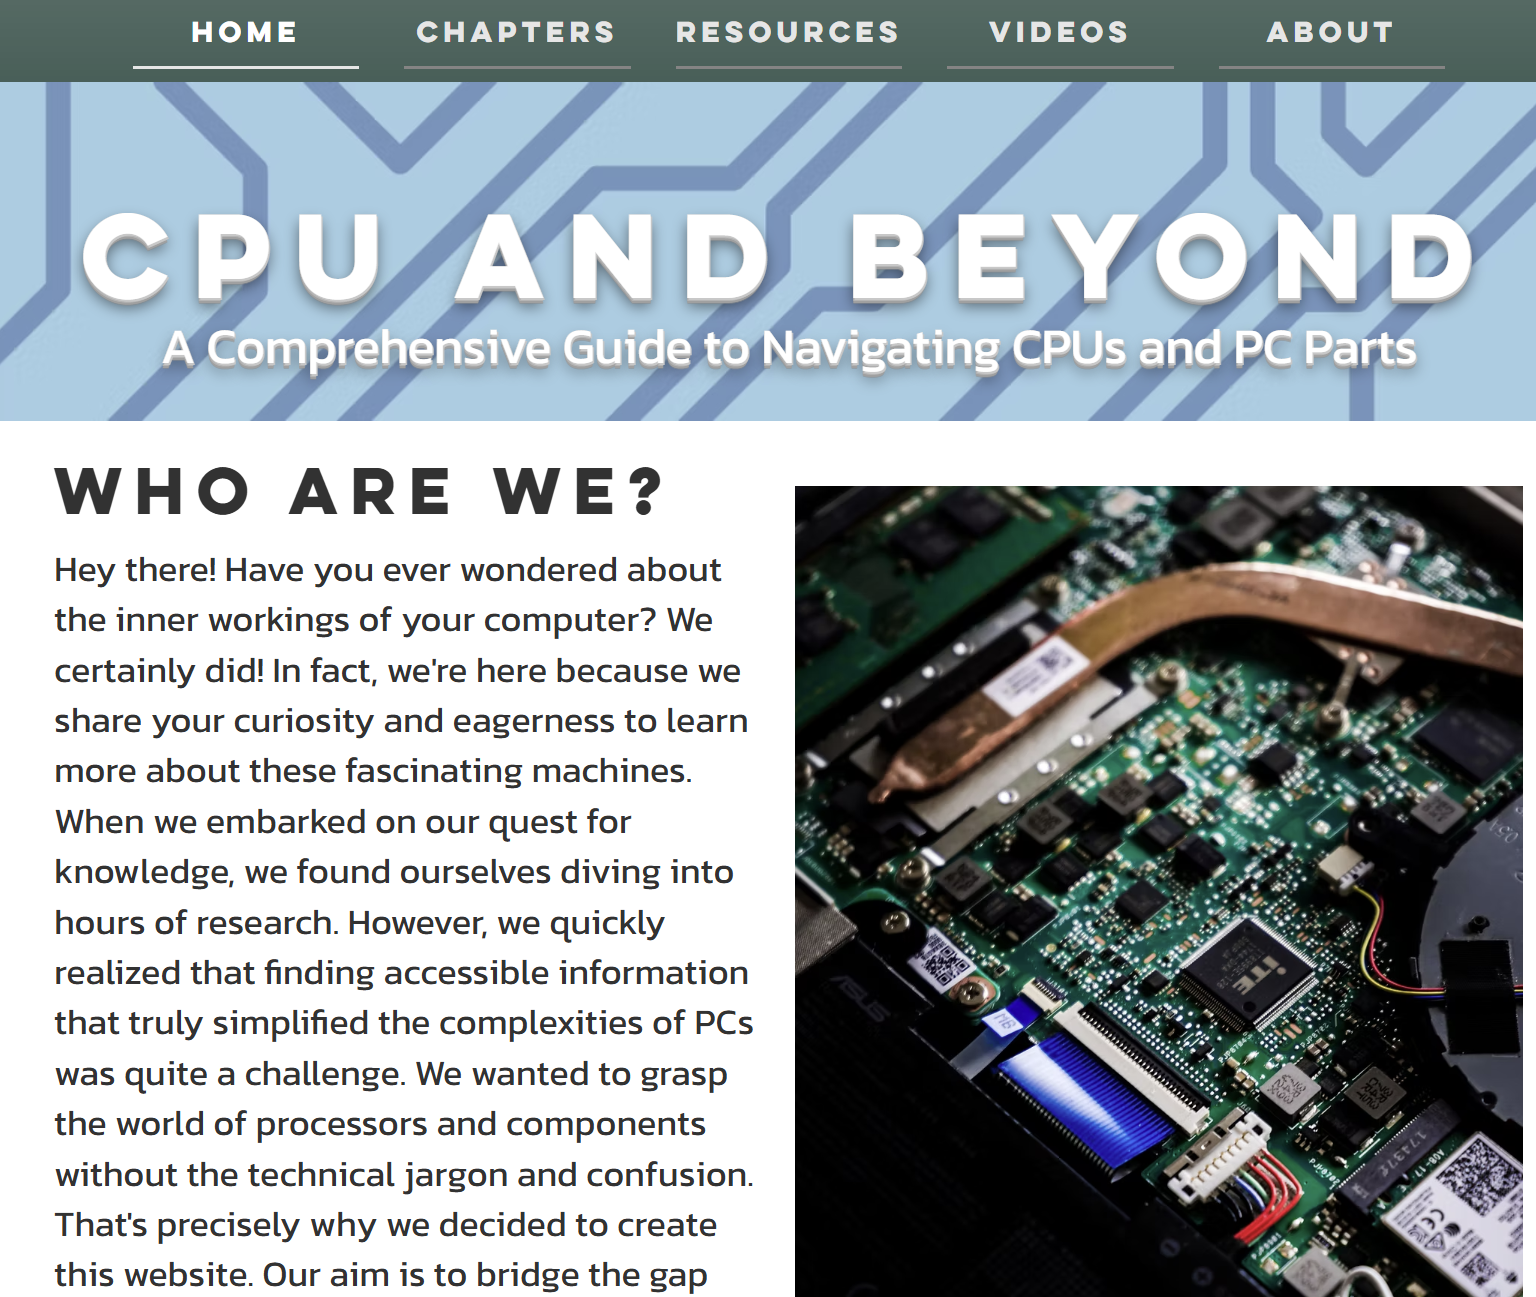 HOME CHAPTERS RESOURCES VIDEOS ABOUT
CPU AND BEYOND
A Comprehensive Guide to Navigating CPUs and PC Parts
WHO ARE WE?
Hey there! Have you ever wondered about
the inner workings of your computer? We
certainly did! In fact, we're here because we
share your curiosity and eagerness to learn
more about these fascinating machines.
When we embarked on our quest for
knowledge, we found ourselves diving into
hours of research. However, we quickly
realized that finding accessible information
that truly simplified the complexities of PCs
was quite a challenge. We wanted to grasp
the world of processors and components
without the technical jargon and confusion.
That's precisely why we decided to create
this website. Our aim is to bridge the gap
ASUS
iTE